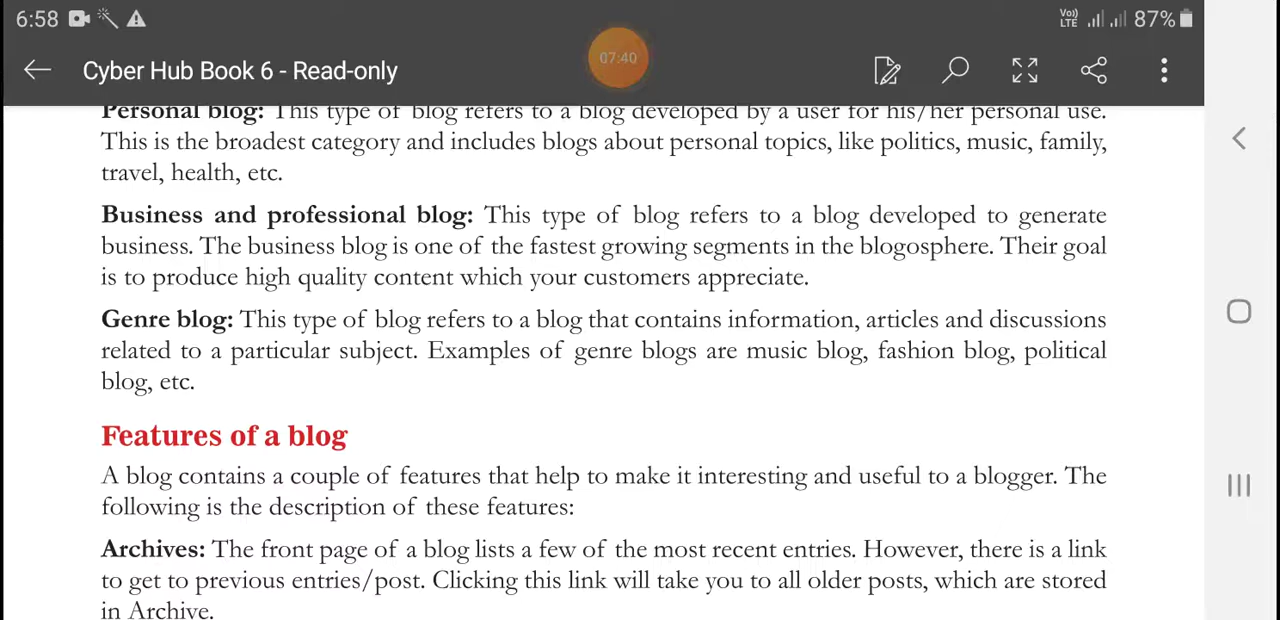 6:58
Vo)) LTE 87%
07:40
Cyber Hub Book 6 - Read-only
Personal blog: This type of blog refers to a blog developed by a user for his/her personal use.
This is the broadest category and includes blogs about personal topics, like politics, music, family,
travel, health, etc.
Business and professional blog: This type of blog refers to a blog developed to generate
business. The business blog is one of the fastest growing segments in the blogosphere. Their goal
is to produce high quality content which your customers appreciate.
Genre blog: This type of blog refers to a blog that contains information, articles and discussions
related to a particular subject. Examples of genre blogs are music blog, fashion blog, political
blog, etc.
Features of a blog
A blog contains a couple of features that help to make it interesting and useful to a blogger. The
following is the description of these features:
Archives: The front page of a blog lists a few of the most recent entries. However, there is a link
to get to previous entries/post. Clicking this link will take you to all older posts, which are stored
in Archive.